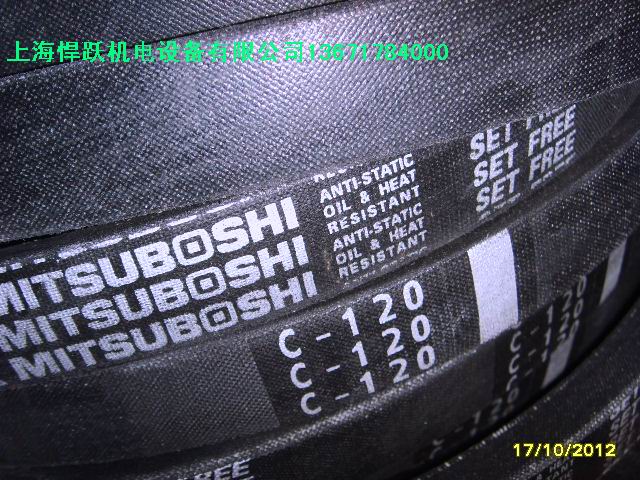 上海悍跃机电设备有限公司13671784000
SET FREE
SET FREE
SET FREE
ANTI-STATIC
OIL & HEAT
RESISTANT
ANTI-STATIC
OIL & HEAT
RESISTANT
MITSUBOSHI
MITSUBOSHI
MITSUBOSHI
C-120
C-120
C-120
17/10/2012